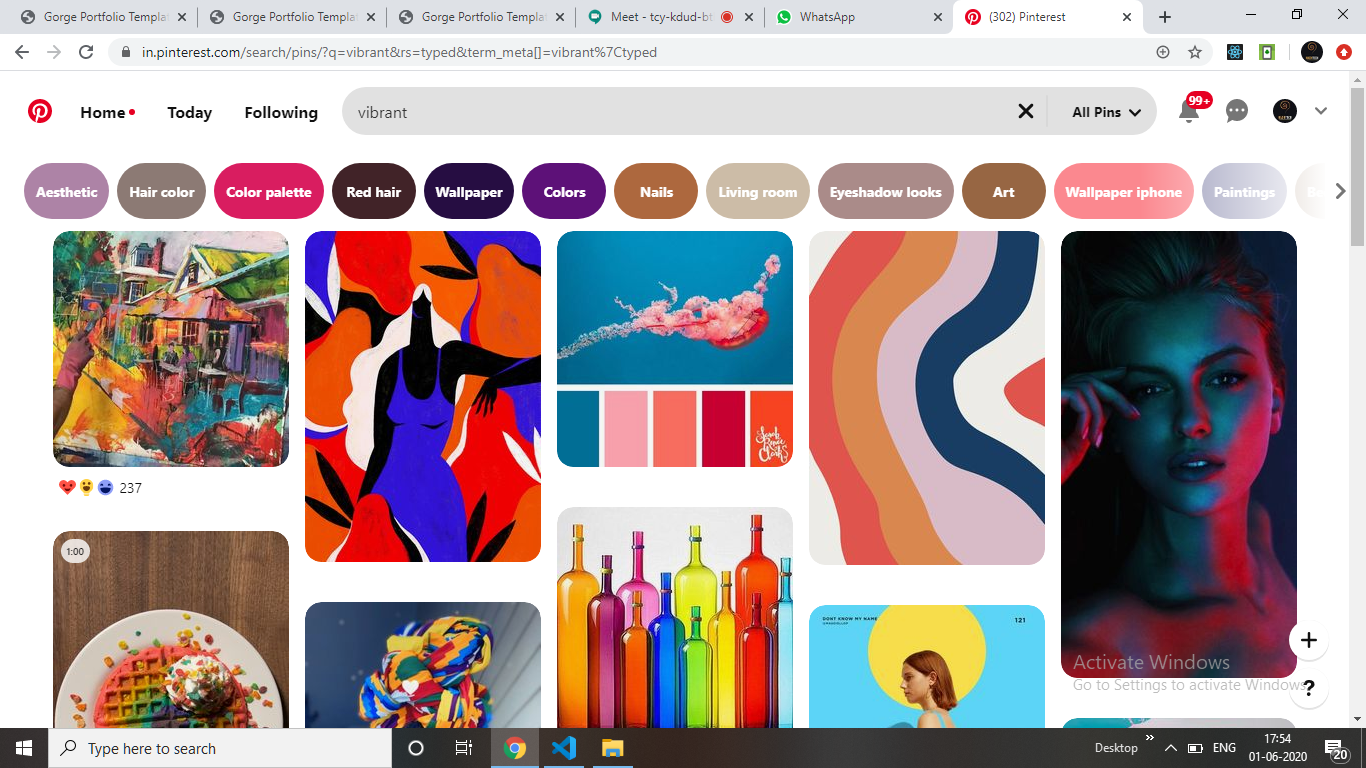 Gorge Portfolio Templat
Gorge Portfolio Templat
Gorge Portfolio Templat
Meet - tcy-kdud-bt
WhatsApp
(302) Pinterest
in.pinterest.com/search/pins/?q=vibrant&rs=typed&term_meta[]=vibrant%7Ctyped
Home
Today
Following
vibrant
All Pins
99+
Aesthetic
Hair color
Color palette
Red hair
Wallpaper
Colors
Nails
Living room
Eyeshadow looks
Art
Wallpaper iphone
Paintings
237
1:00
DONT KNOW MY NAME
121
Activate Windows
Go to Settings to activate Windows.
?
Type here to search
Desktop
ENG
17:54
01-06-2020
20